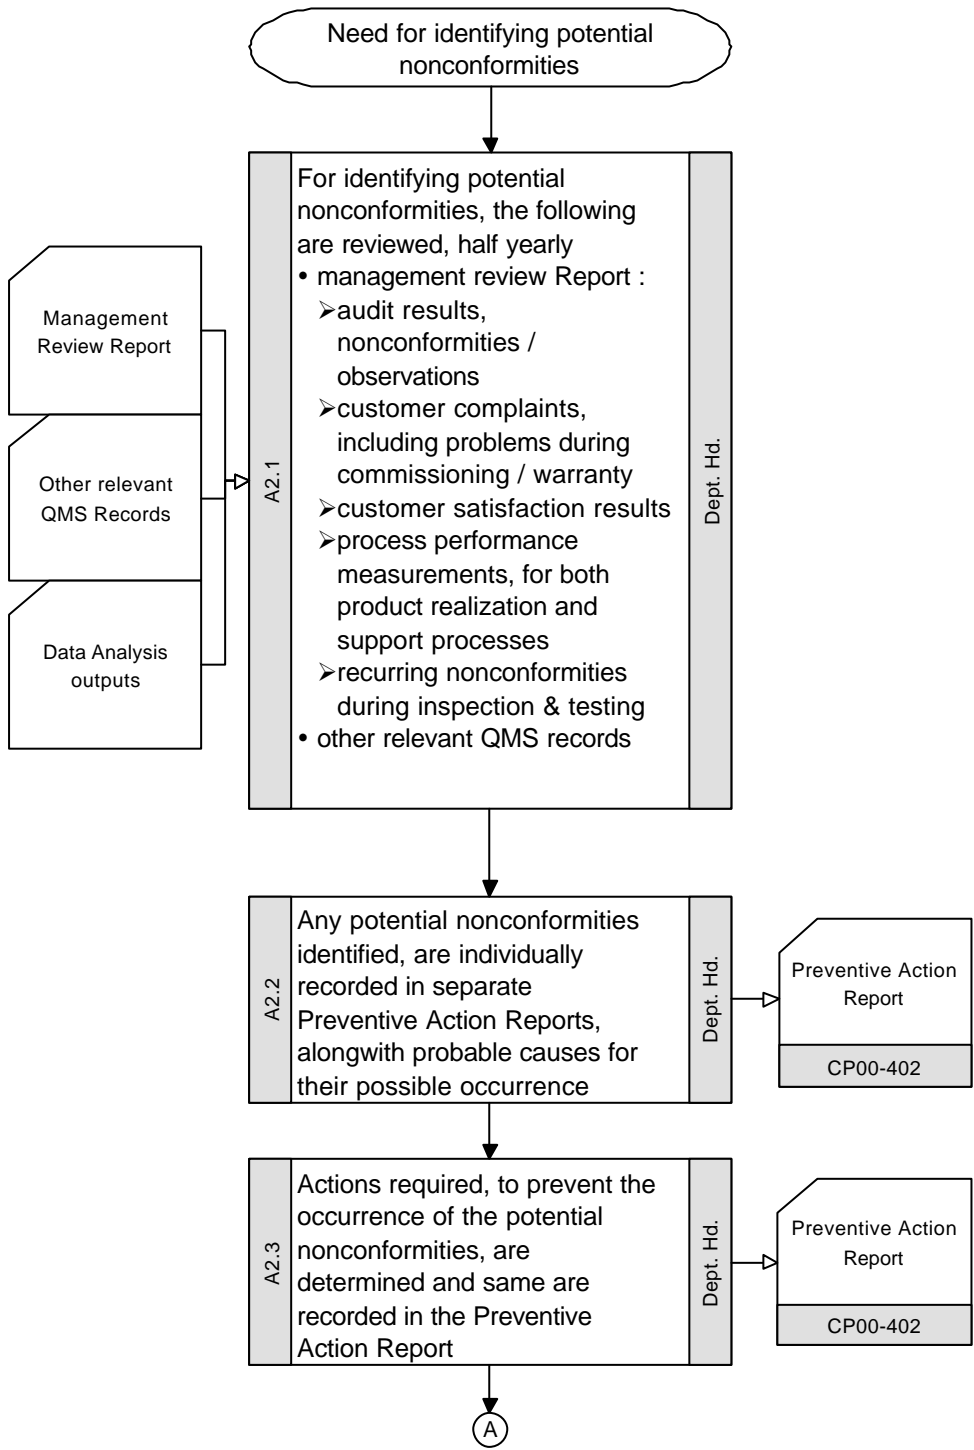 Need for identifying potential
nonconformities
For identifying potential
nonconformities, the following
are reviewed, half yearly
• management review Report :
➢audit results,
nonconformities /
observations
➢customer complaints,
including problems during
commissioning / warranty
➢customer satisfaction results
➢process performance
measurements, for both
product realization and
support processes
➢recurring nonconformities
during inspection & testing
• other relevant QMS records
A2.1
Dept. Hd.
Management
Review Report
Other relevant
QMS Records
Data Analysis
outputs
A2.2
Any potential nonconformities
identified, are individually
recorded in separate
Preventive Action Reports,
alongwith probable causes for
their possible occurrence
Dept. Hd.
Preventive Action
Report
CP00-402
A2.3
Actions required, to prevent the
occurrence of the potential
nonconformities, are
determined and same are
recorded in the Preventive
Action Report
Dept. Hd.
Preventive Action
Report
CP00-402
A